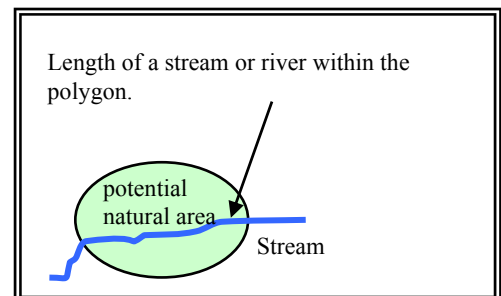 Length of a stream or river within the
polygon.
potential
natural area
Stream